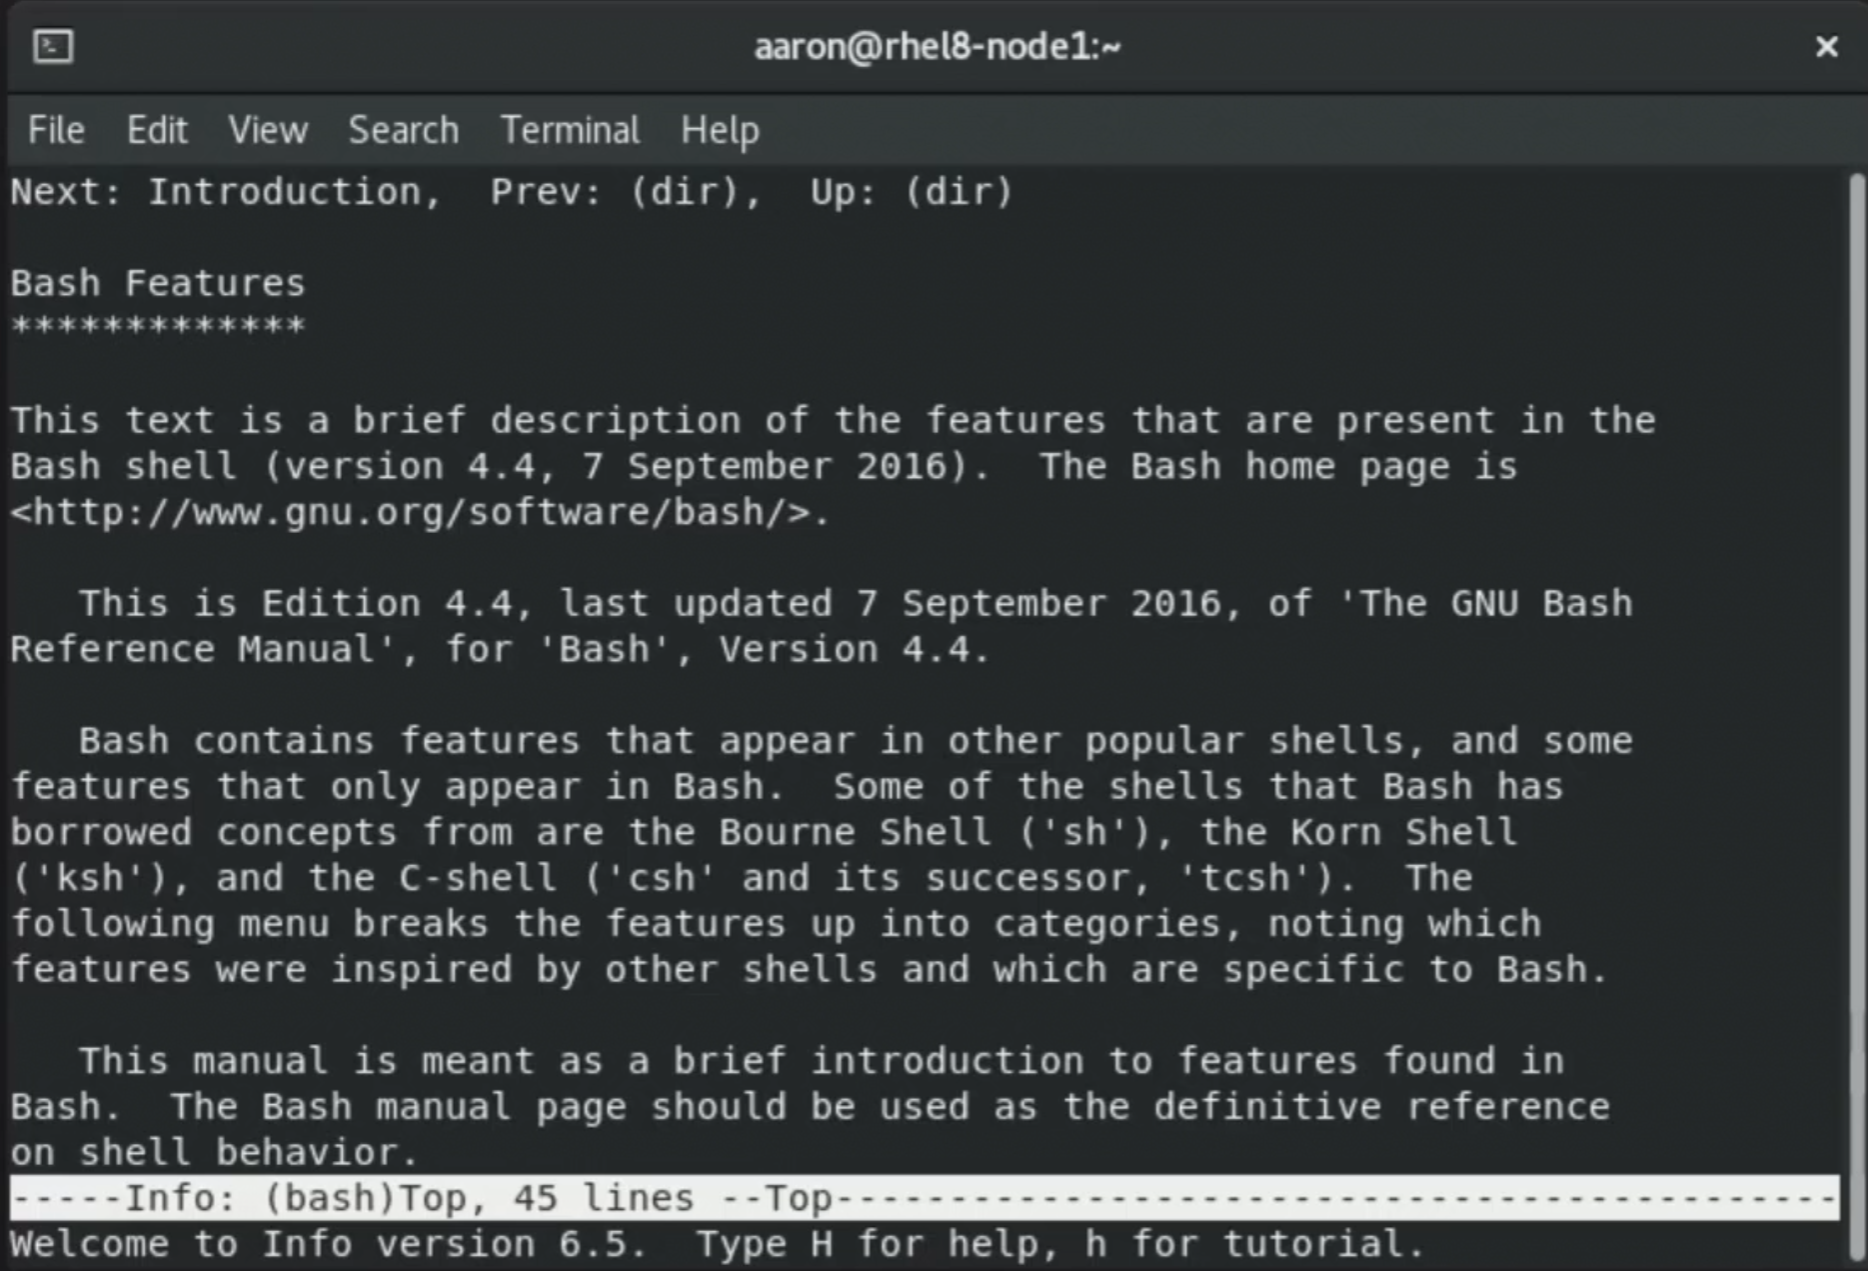 aaron@rhel8-node1:~
File Edit View Search Terminal Help
Next: Introduction,  Prev: (dir),  Up: (dir)
Bash Features
*************
This text is a brief description of the features that are present in the
Bash shell (version 4.4, 7 September 2016).  The Bash home page is
<http://www.gnu.org/software/bash/>.
   This is Edition 4.4, last updated 7 September 2016, of 'The GNU Bash
Reference Manual', for 'Bash', Version 4.4.
   Bash contains features that appear in other popular shells, and some
features that only appear in Bash.  Some of the shells that Bash has
borrowed concepts from are the Bourne Shell ('sh'), the Korn Shell
('ksh'), and the C-shell ('csh' and its successor, 'tcsh').  The
following menu breaks the features up into categories, noting which
features were inspired by other shells and which are specific to Bash.
   This manual is meant as a brief introduction to features found in
Bash.  The Bash manual page should be used as the definitive reference
on shell behavior.
-----Info: (bash)Top, 45 lines --Top--------------------------------------------
Welcome to Info version 6.5.  Type H for help, h for tutorial.